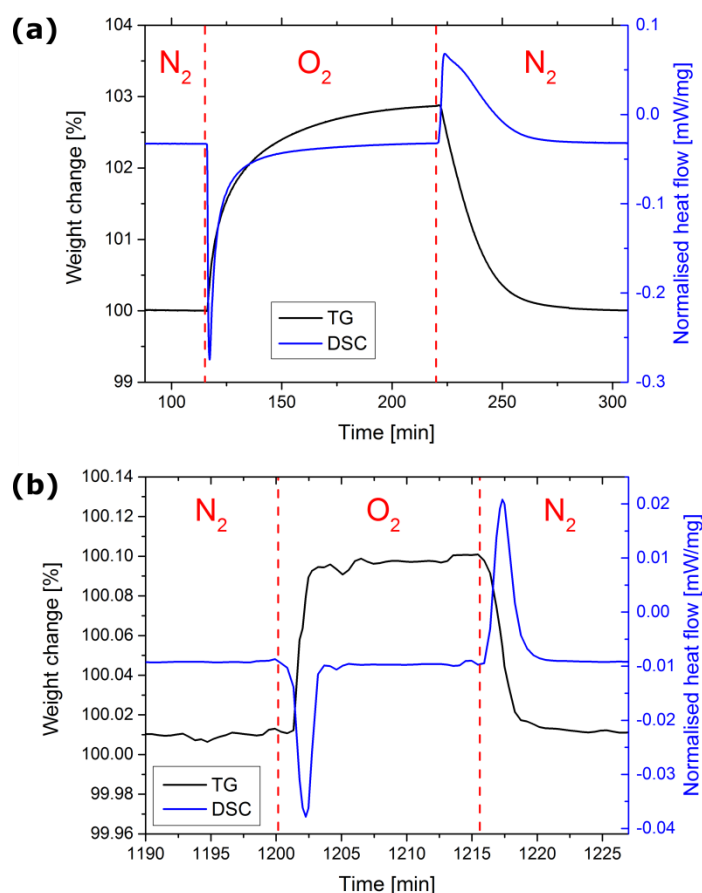 (a)
N2 O2 N2
104
103
102
101
100
99
Weight change [%]
0.1
0.0
-0.1
-0.2
-0.3
Normalised heat flow [mW/mg]
TG
DSC
100 150 200 250 300
Time [min]
(b)
N2 O2 N2
100.14
100.12
100.10
100.08
100.06
100.04
100.02
100.00
99.98
99.96
Weight change [%]
0.02
0.01
0.00
-0.01
-0.02
-0.03
-0.04
Normalised heat flow [mW/mg]
TG
DSC
1190 1195 1200 1205 1210 1215 1220 1225
Time [min]